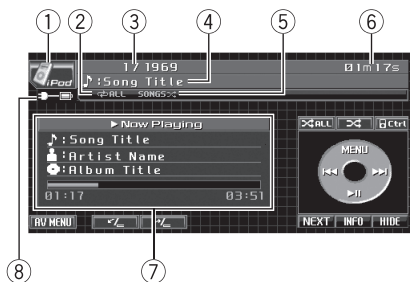 ① ② ③ ④ ⑤ ⑥
iPod
17 1969
01m17s
:Song Title
ALL SONGS
▶Now Playing
:Song Title
:Artist Name
:Album Title
01:17 03:51
ALL
Ctrl
MENU
AV MENU
NEXT INFO HIDE
⑧ ⑦